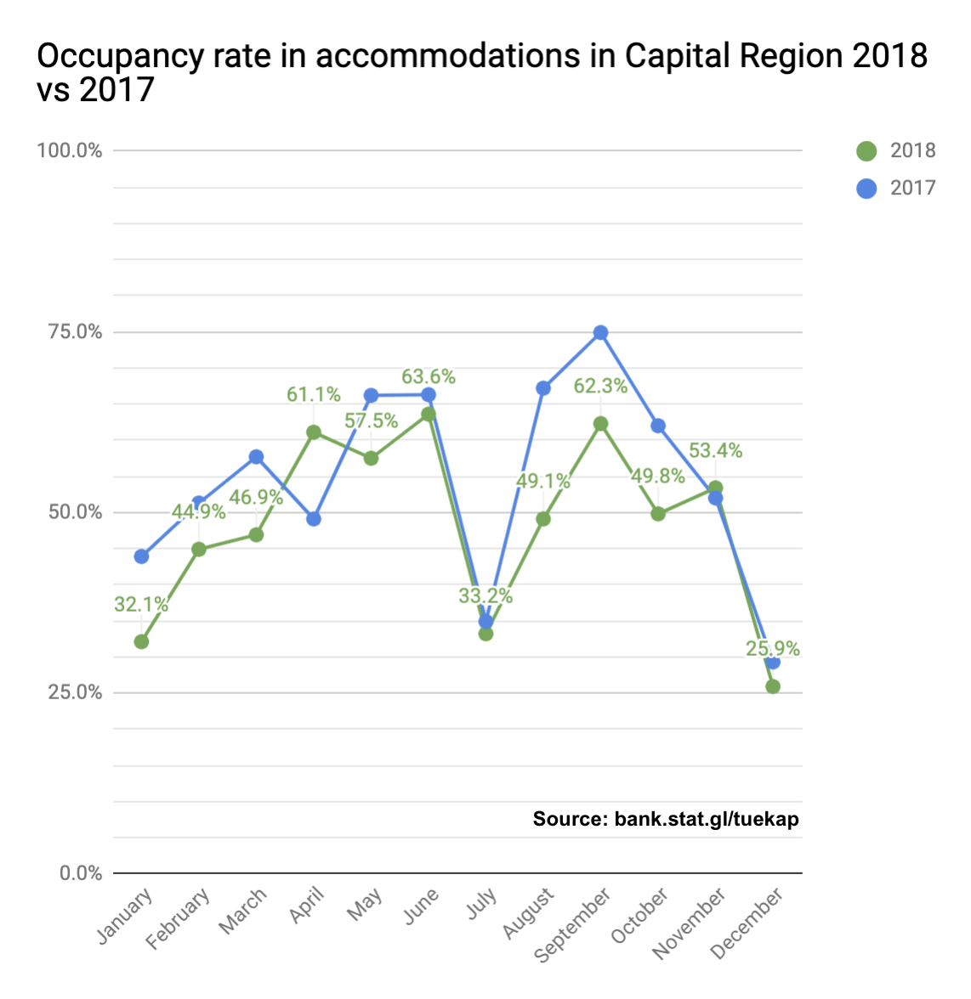 Occupancy rate in accommodations in Capital Region 2018
vs 2017
100.0%
75.0%
50.0%
25.0%
0.0%
2018
2017
32.1%
44.9%
46.9%
61.1%
57.5%
63.6%
33.2%
49.1%
62.3%
49.8%
53.4%
25.9%
Source: bank.stat.gl/tuekap
January
February
March
April
May
June
July
August
September
October
November
December